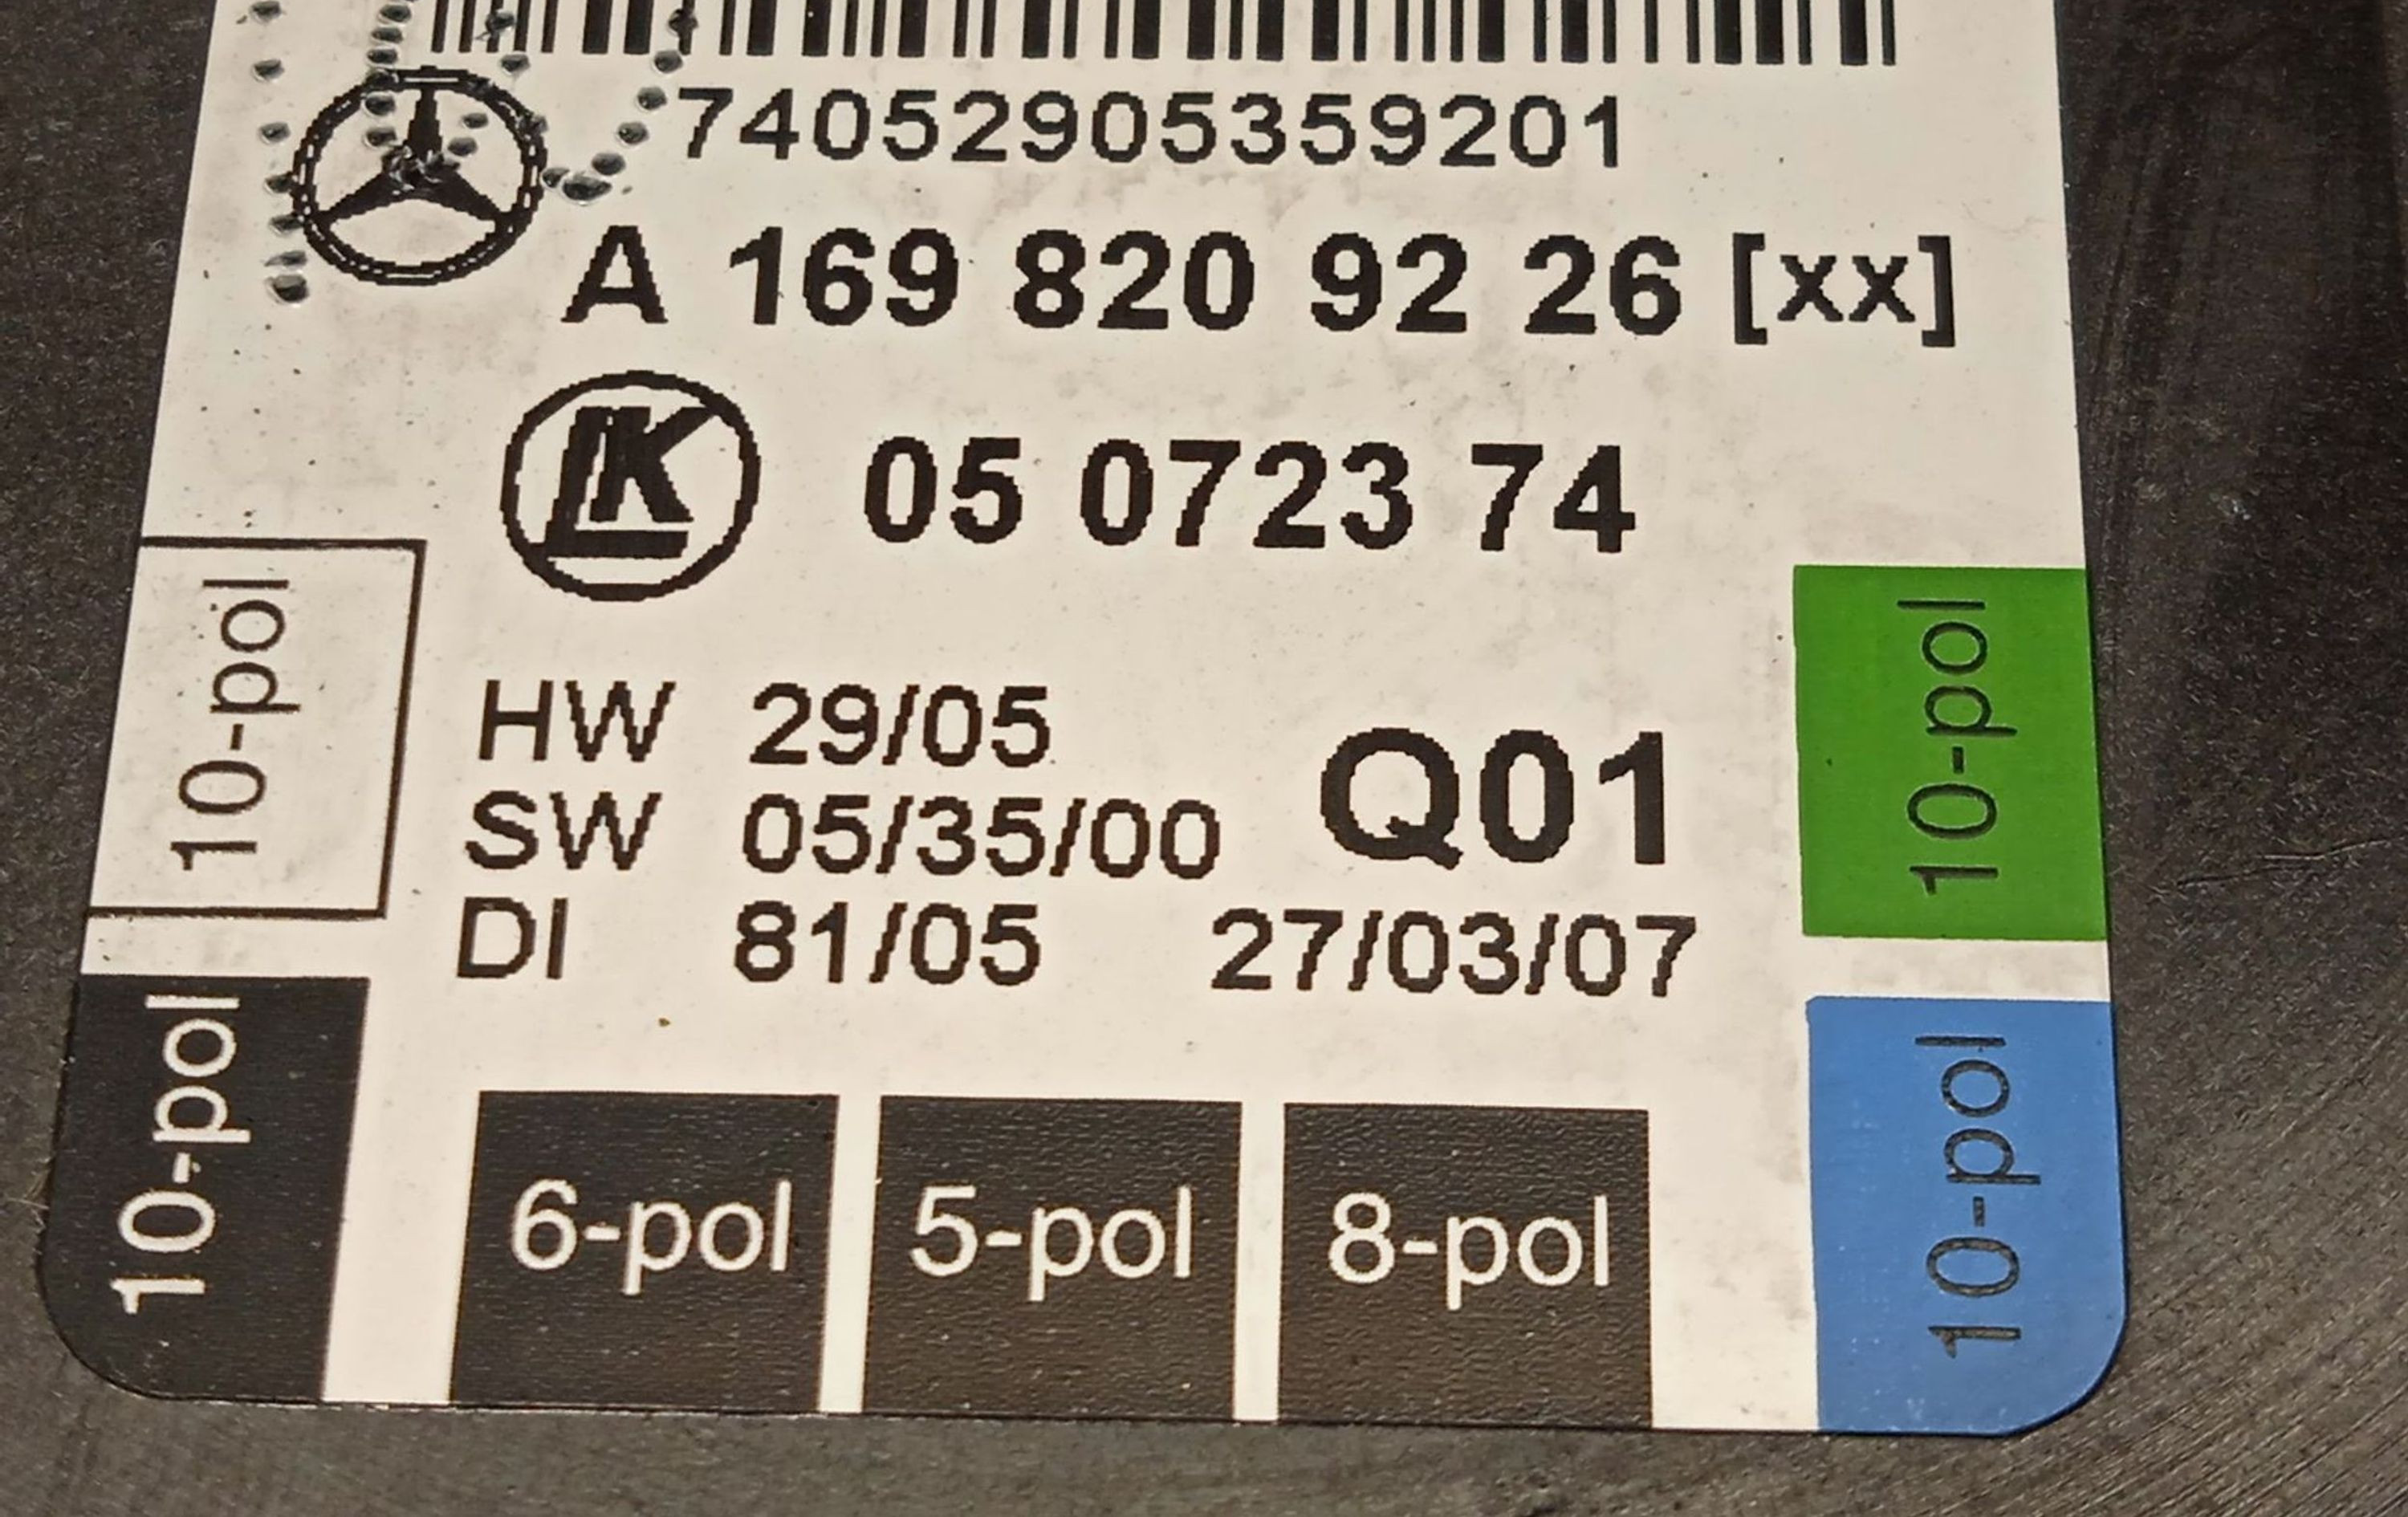 74052905359201
A 169 820 92 26 [xx]
LK 05 0723 74
10-pol
10-pol
HW 29/05
SW 05/35/00 Q01
DI 81/05 27/03/07
10-pol
6-pol 5-pol 8-pol
10-pol